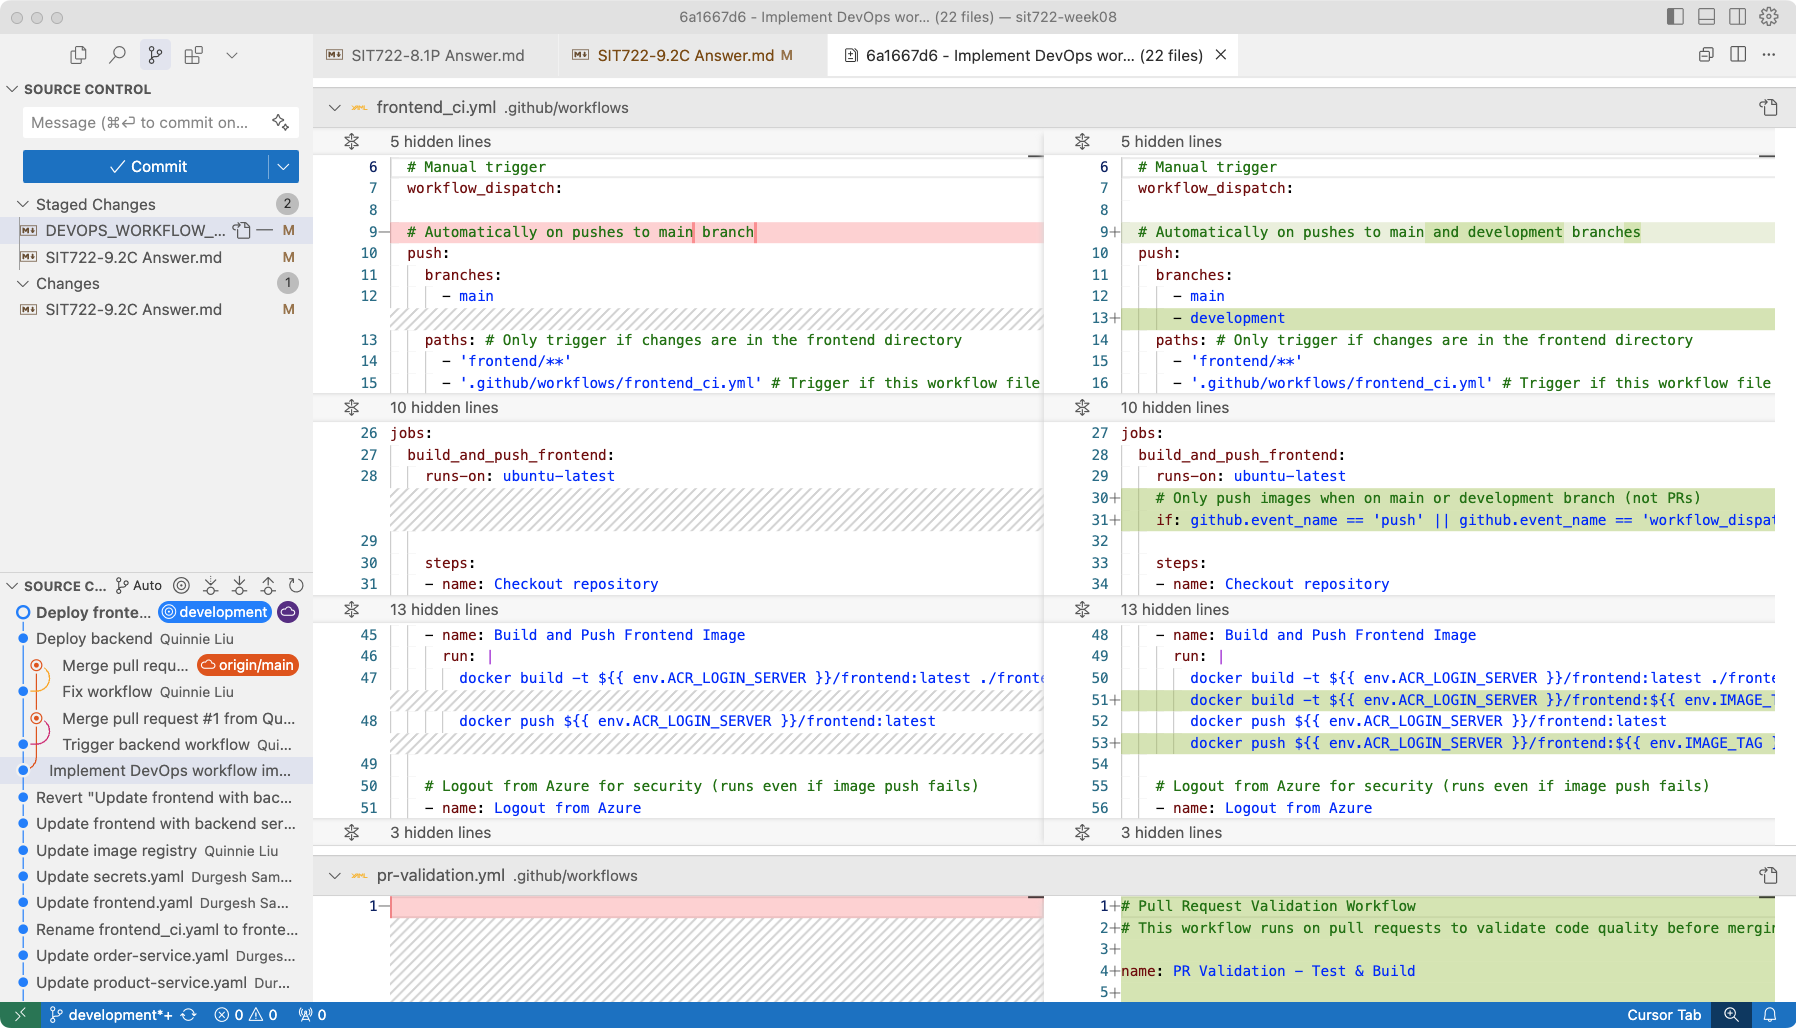 6a1667d6 - Implement DevOps wor... (22 files) — sit722-week08
SIT722-8.1P Answer.md
SIT722-9.2C Answer.md M
6a1667d6 - Implement DevOps wor... (22 files)
SOURCE CONTROL
Message (⌘⏎ to commit on...
Commit
Staged Changes 2
DEVOPS_WORKFLOW_... M
SIT722-9.2C Answer.md M
Changes 1
SIT722-9.2C Answer.md M
SOURCE C... Auto
Deploy fronte... development
Deploy backend Quinnie Liu
Merge pull requ... origin/main
Fix workflow Quinnie Liu
Merge pull request #1 from Qu...
Trigger backend workflow Qui...
Implement DevOps workflow im...
Revert "Update frontend with bac...
Update frontend with backend ser...
Update image registry Quinnie Liu
Update secrets.yaml Durgesh Sam...
Update frontend.yaml Durgesh Sa...
Rename frontend_ci.yaml to fronte...
Update order-service.yaml Durges...
Update product-service.yaml Dur...
frontend_ci.yml .github/workflows
5 hidden lines
6 # Manual trigger
7 workflow_dispatch:
8
9— # Automatically on pushes to main branch
10 push:
11 branches:
12 - main
13 paths: # Only trigger if changes are in the frontend directory
14 - 'frontend/**'
15 - '.github/workflows/frontend_ci.yml' # Trigger if this workflow file
10 hidden lines
26 jobs:
27 build_and_push_frontend:
28 runs-on: ubuntu-latest
29
30 steps:
31 - name: Checkout repository
13 hidden lines
45 - name: Build and Push Frontend Image
46 run: |
47 docker build -t ${{ env.ACR_LOGIN_SERVER }}/frontend:latest ./fronte
48 docker push ${{ env.ACR_LOGIN_SERVER }}/frontend:latest
49
50 # Logout from Azure for security (runs even if image push fails)
51 - name: Logout from Azure
3 hidden lines
5 hidden lines
6 # Manual trigger
7 workflow_dispatch:
8
9+ # Automatically on pushes to main and development branches
10 push:
11 branches:
12 - main
13+ - development
14 paths: # Only trigger if changes are in the frontend directory
15 - 'frontend/**'
16 - '.github/workflows/frontend_ci.yml' # Trigger if this workflow file
10 hidden lines
27 jobs:
28 build_and_push_frontend:
29 runs-on: ubuntu-latest
30+ # Only push images when on main or development branch (not PRs)
31+ if: github.event_name == 'push' || github.event_name == 'workflow_dispat
32
33 steps:
34 - name: Checkout repository
13 hidden lines
48 - name: Build and Push Frontend Image
49 run: |
50 docker build -t ${{ env.ACR_LOGIN_SERVER }}/frontend:latest ./fronte
51+ docker build -t ${{ env.ACR_LOGIN_SERVER }}/frontend:${{ env.IMAGE_T
52 docker push ${{ env.ACR_LOGIN_SERVER }}/frontend:latest
53+ docker push ${{ env.ACR_LOGIN_SERVER }}/frontend:${{ env.IMAGE_TAG }
54
55 # Logout from Azure for security (runs even if image push fails)
56 - name: Logout from Azure
3 hidden lines
pr-validation.yml .github/workflows
1—
1+# Pull Request Validation Workflow
2+# This workflow runs on pull requests to validate code quality before mergin
3+
4+name: PR Validation - Test & Build
5+
development*+ 0 0 0
Cursor Tab